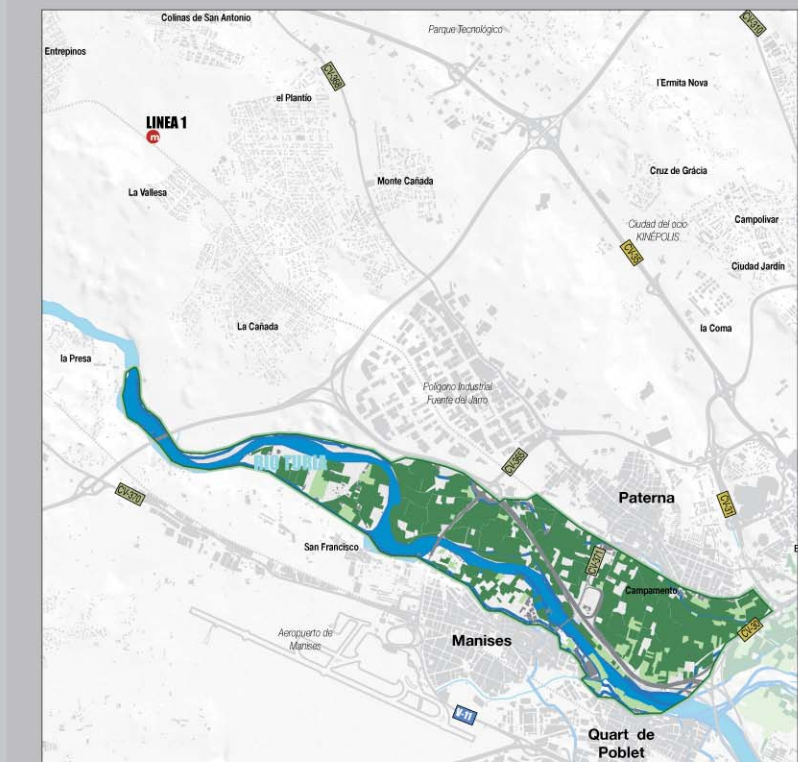 Colinas de San Antonio
Parque Tecnológico
CV-310
Entrepinos
CV-368
l'Ermita Nova
el Plantío
LINEA 1
m
Cruz de Grácia
Monte Cañada
La Vallesa
Campolivar
Ciudad del ocio
KINÉPOLIS
CV-35
Ciudad Jardín
La Cañada
la Coma
la Presa
Polígono Industrial
Fuente del Jarro
RIO TURIA
CV-365
CV-370
Paterna
CV-31
San Francisco
CV-371
Campamento
Aeropuerto de
Manises
Manises
CV-30
V-11
Quart de
Poblet